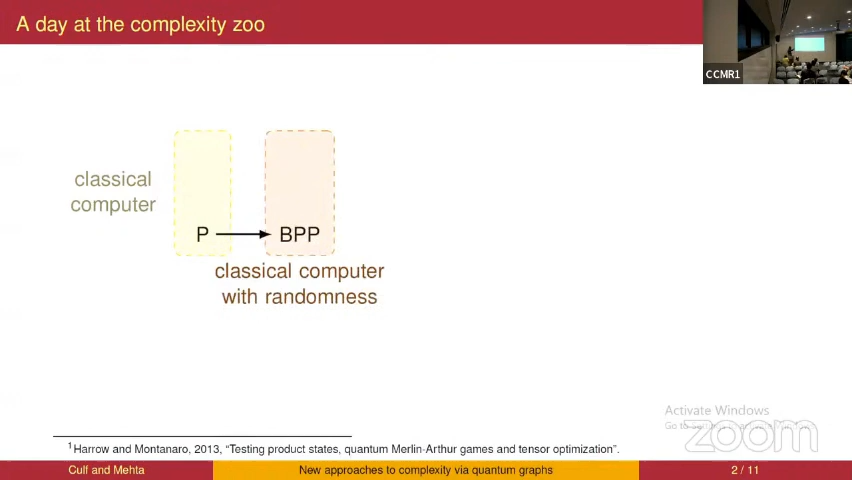 A day at the complexity zoo
CCMR1
classical
computer
P
BPP
classical computer
with randomness
Activate Windows
zoom
1Harrow and Montanaro, 2013, “Testing product states, quantum Merlin-Arthur games and tensor optimization”.
Culf and Mehta
New approaches to complexity via quantum graphs
2 / 11